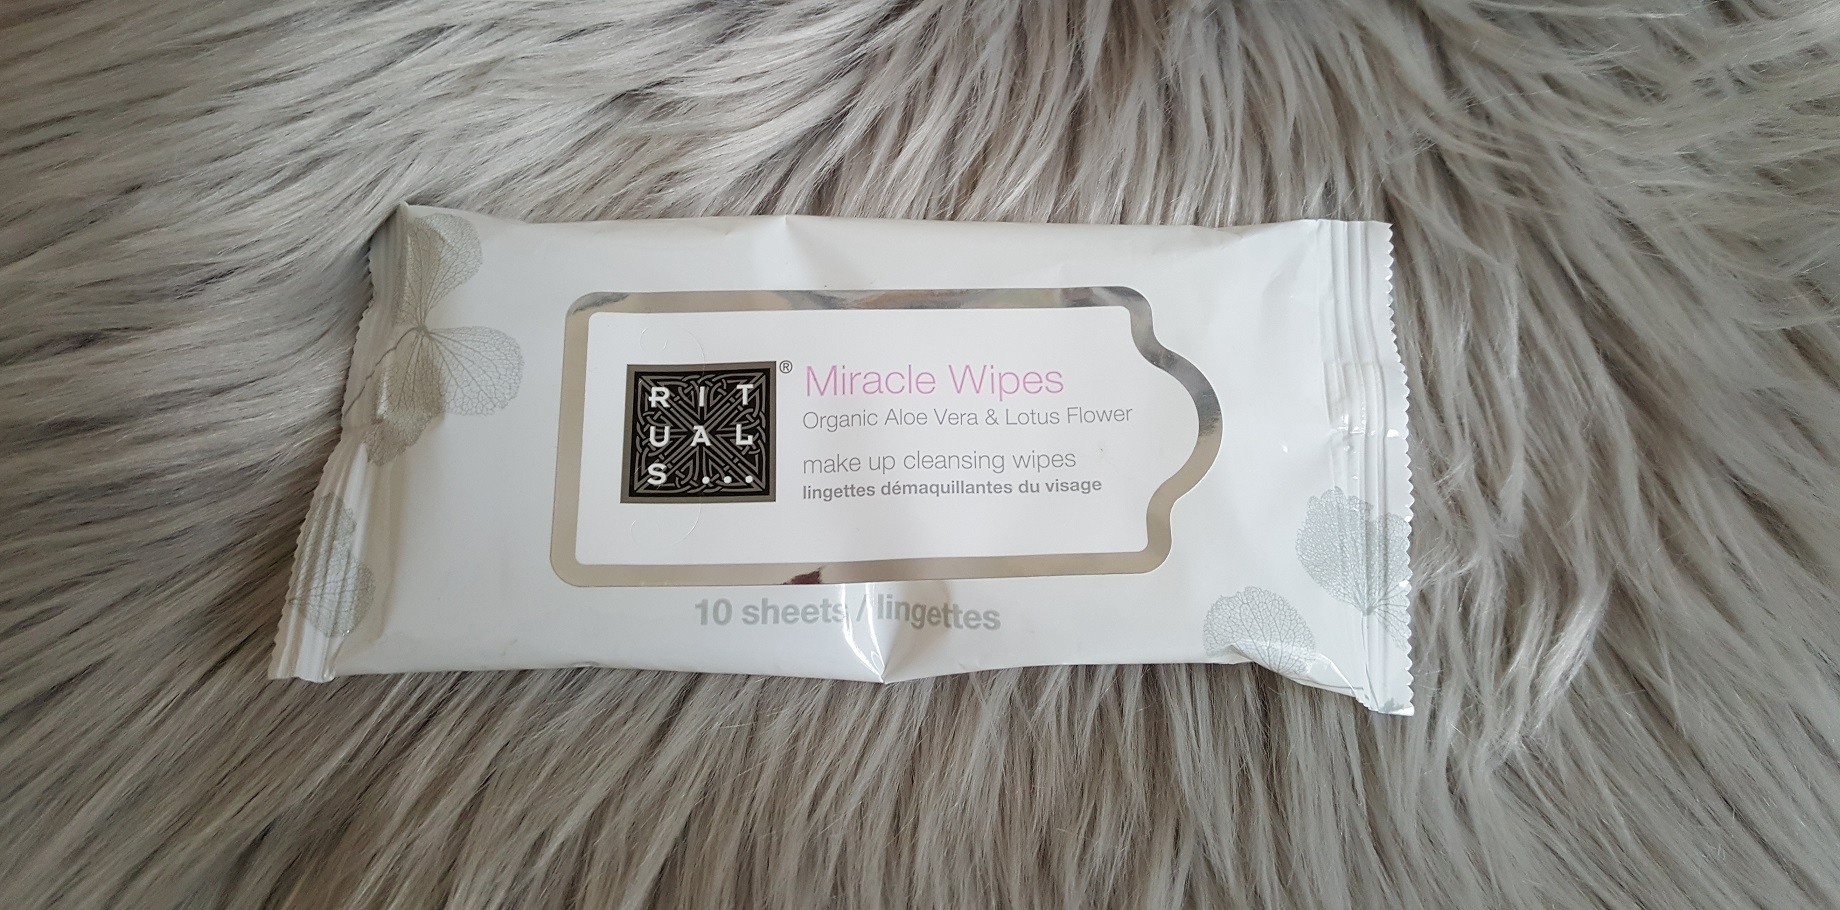 RIT
UAL
S...
®
Miracle Wipes
Organic Aloe Vera & Lotus Flower
make up cleansing wipes
lingettes démaquillantes du visage
10 sheets / lingettes